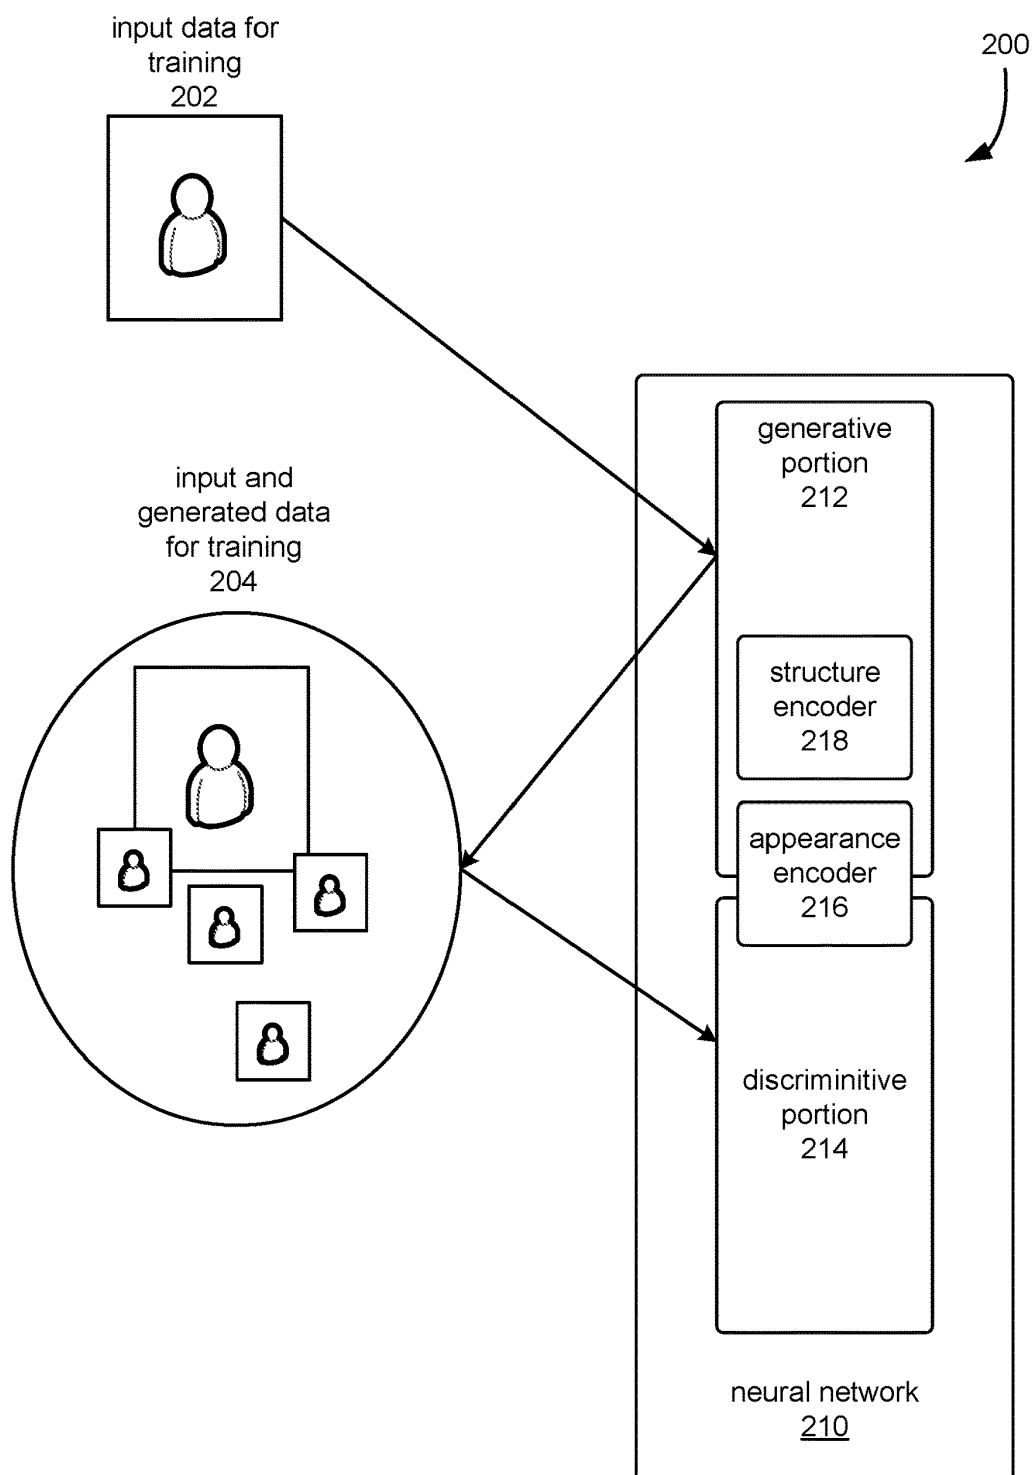 input data for
training
202
200
generative
portion
212
input and
generated data
for training
204
structure
encoder
218
appearance
encoder
216
discriminitive
portion
214
neural network
210